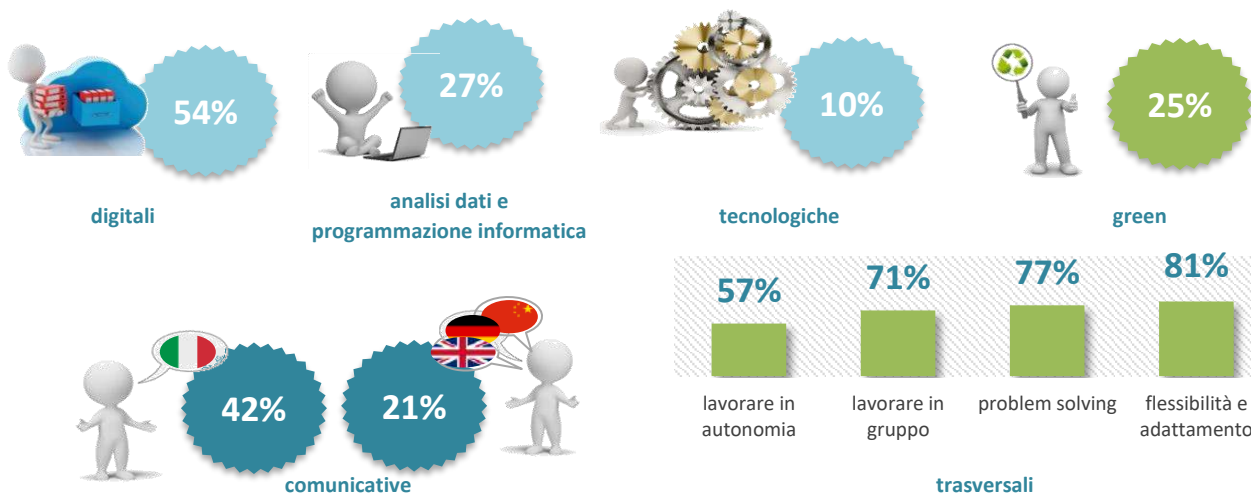 54%
27%
10%
25%
digitali
analisi dati e
programmazione informatica
tecnologiche
green
42%
21%
comunicative
57%
71%
77%
81%
lavorare in
autonomia
lavorare in
gruppo
problem solving
flessibilità e
adattamento
trasversali